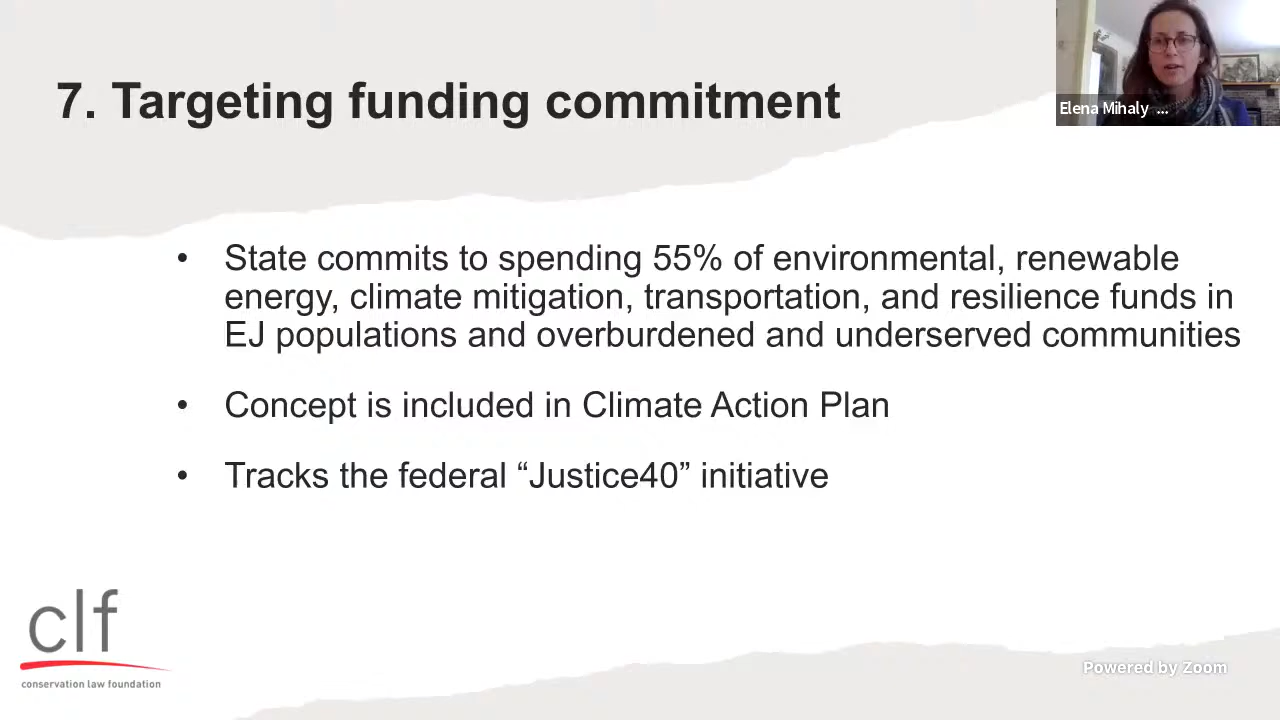 7. Targeting funding commitment
Elena Mihaly ...
• State commits to spending 55% of environmental, renewable
energy, climate mitigation, transportation, and resilience funds in
EJ populations and overburdened and underserved communities
• Concept is included in Climate Action Plan
• Tracks the federal “Justice40” initiative
clf
conservation law foundation
Powered by Zoom